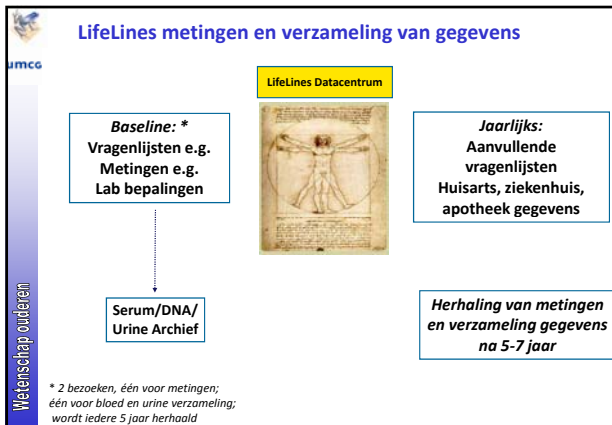 LifeLines metingen en verzameling van gegevens
umcg
LifeLines Datacentrum
Baseline: *
Vragenlijsten e.g.
Metingen e.g.
Lab bepalingen
Jaarlijks:
Aanvullende
vragenlijsten
Huisarts, ziekenhuis,
apotheek gegevens
Serum/DNA/
Urine Archief
Herhaling van metingen
en verzameling gegevens
na 5-7 jaar
* 2 bezoeken, één voor metingen;
één voor bloed en urine verzameling;
wordt iedere 5 jaar herhaald
Wetenschap ouderen